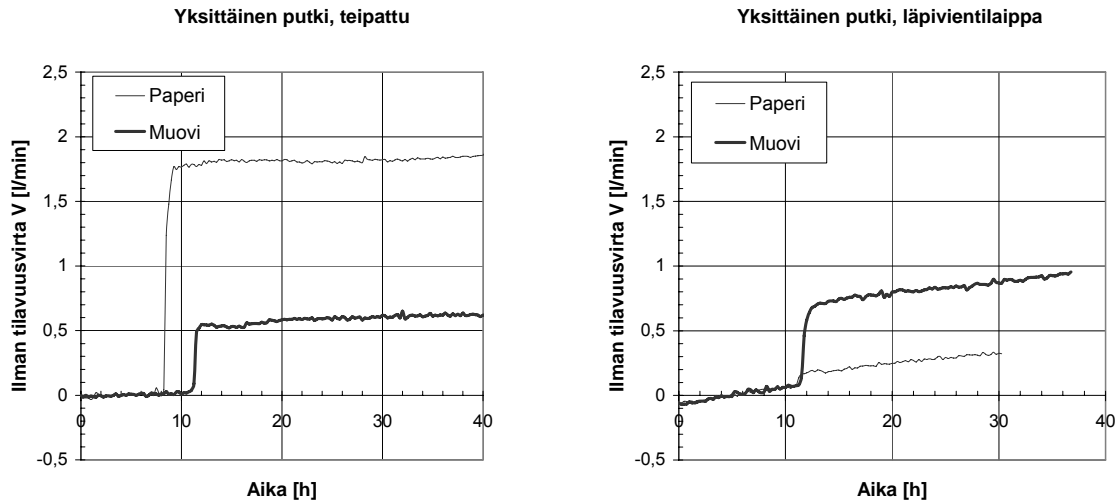 Yksittäinen putki, teipattu
Ilman tilavuusvirta V [l/min]
2,5
2
1,5
1
0,5
0
-0,5
Paperi
Muovi
0
10
20
30
40
Aika [h]
Yksittäinen putki, läpivientilaippa
Ilman tilavuusvirta V [l/min]
2,5
2
1,5
1
0,5
0
-0,5
Paperi
Muovi
0
10
20
30
40
Aika [h]